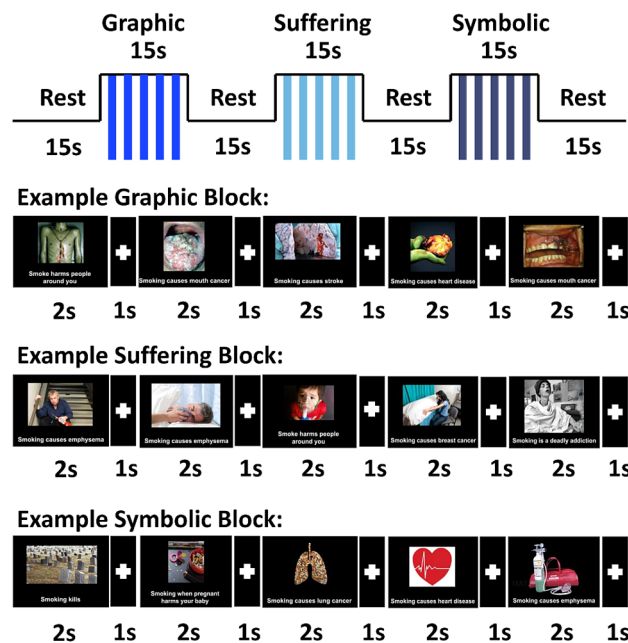 Graphic Suffering Symbolic
15s 15s 15s
Rest Rest Rest Rest
15s 15s 15s 15s
Example Graphic Block:
Smoke harms people
around you
Smoking causes mouth cancer
Smoking causes stroke
Smoking causes heart disease
Smoking causes mouth cancer
2s 1s 2s 1s 2s 1s 2s 1s 2s 1s
Example Suffering Block:
Smoking causes emphysema
Smoking causes emphysema
Smoke harms people
around you
Smoking causes breast cancer
Smoking is a deadly addiction
2s 1s 2s 1s 2s 1s 2s 1s 2s 1s
Example Symbolic Block:
Smoking kills
Smoking when pregnant
harms your baby
Smoking causes lung cancer
Smoking causes heart disease
Smoking causes emphysema
2s 1s 2s 1s 2s 1s 2s 1s 2s 1s